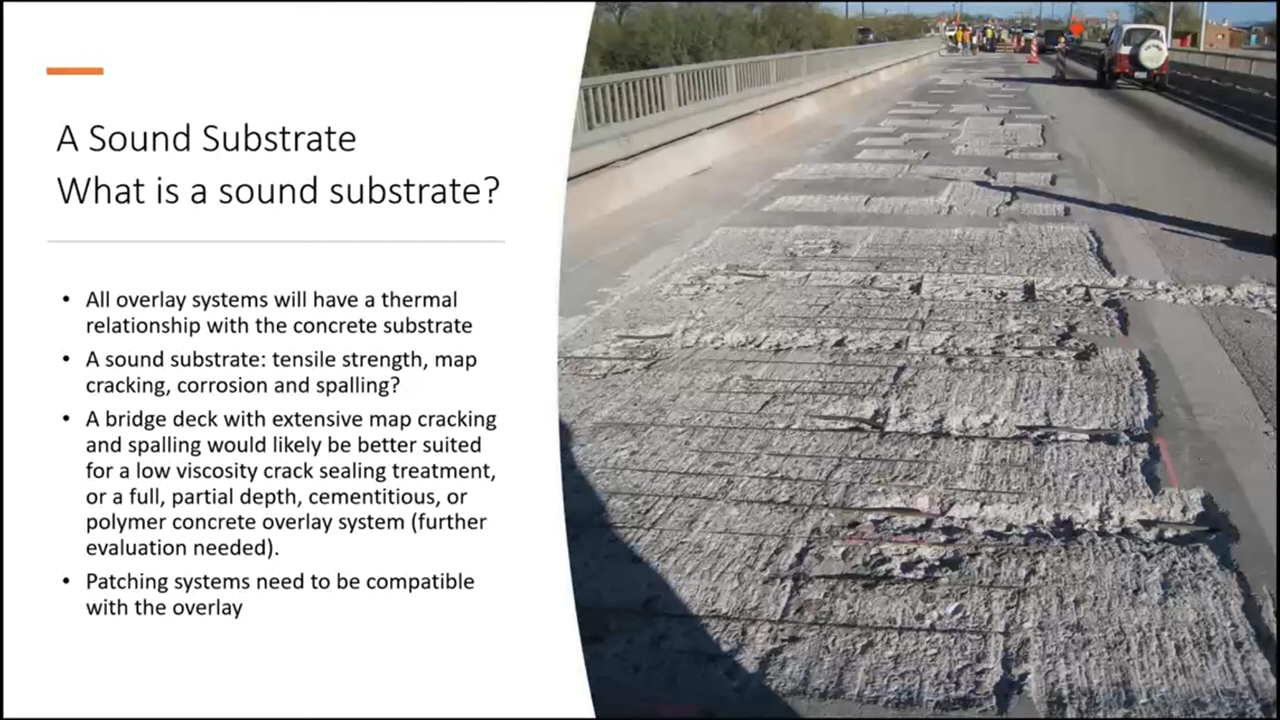 A Sound Substrate
What is a sound substrate?
• All overlay systems will have a thermal
relationship with the concrete substrate
• A sound substrate: tensile strength, map
cracking, corrosion and spalling?
• A bridge deck with extensive map cracking
and spalling would likely be better suited
for a low viscosity crack sealing treatment,
or a full, partial depth, cementitious, or
polymer concrete overlay system (further
evaluation needed).
• Patching systems need to be compatible
with the overlay